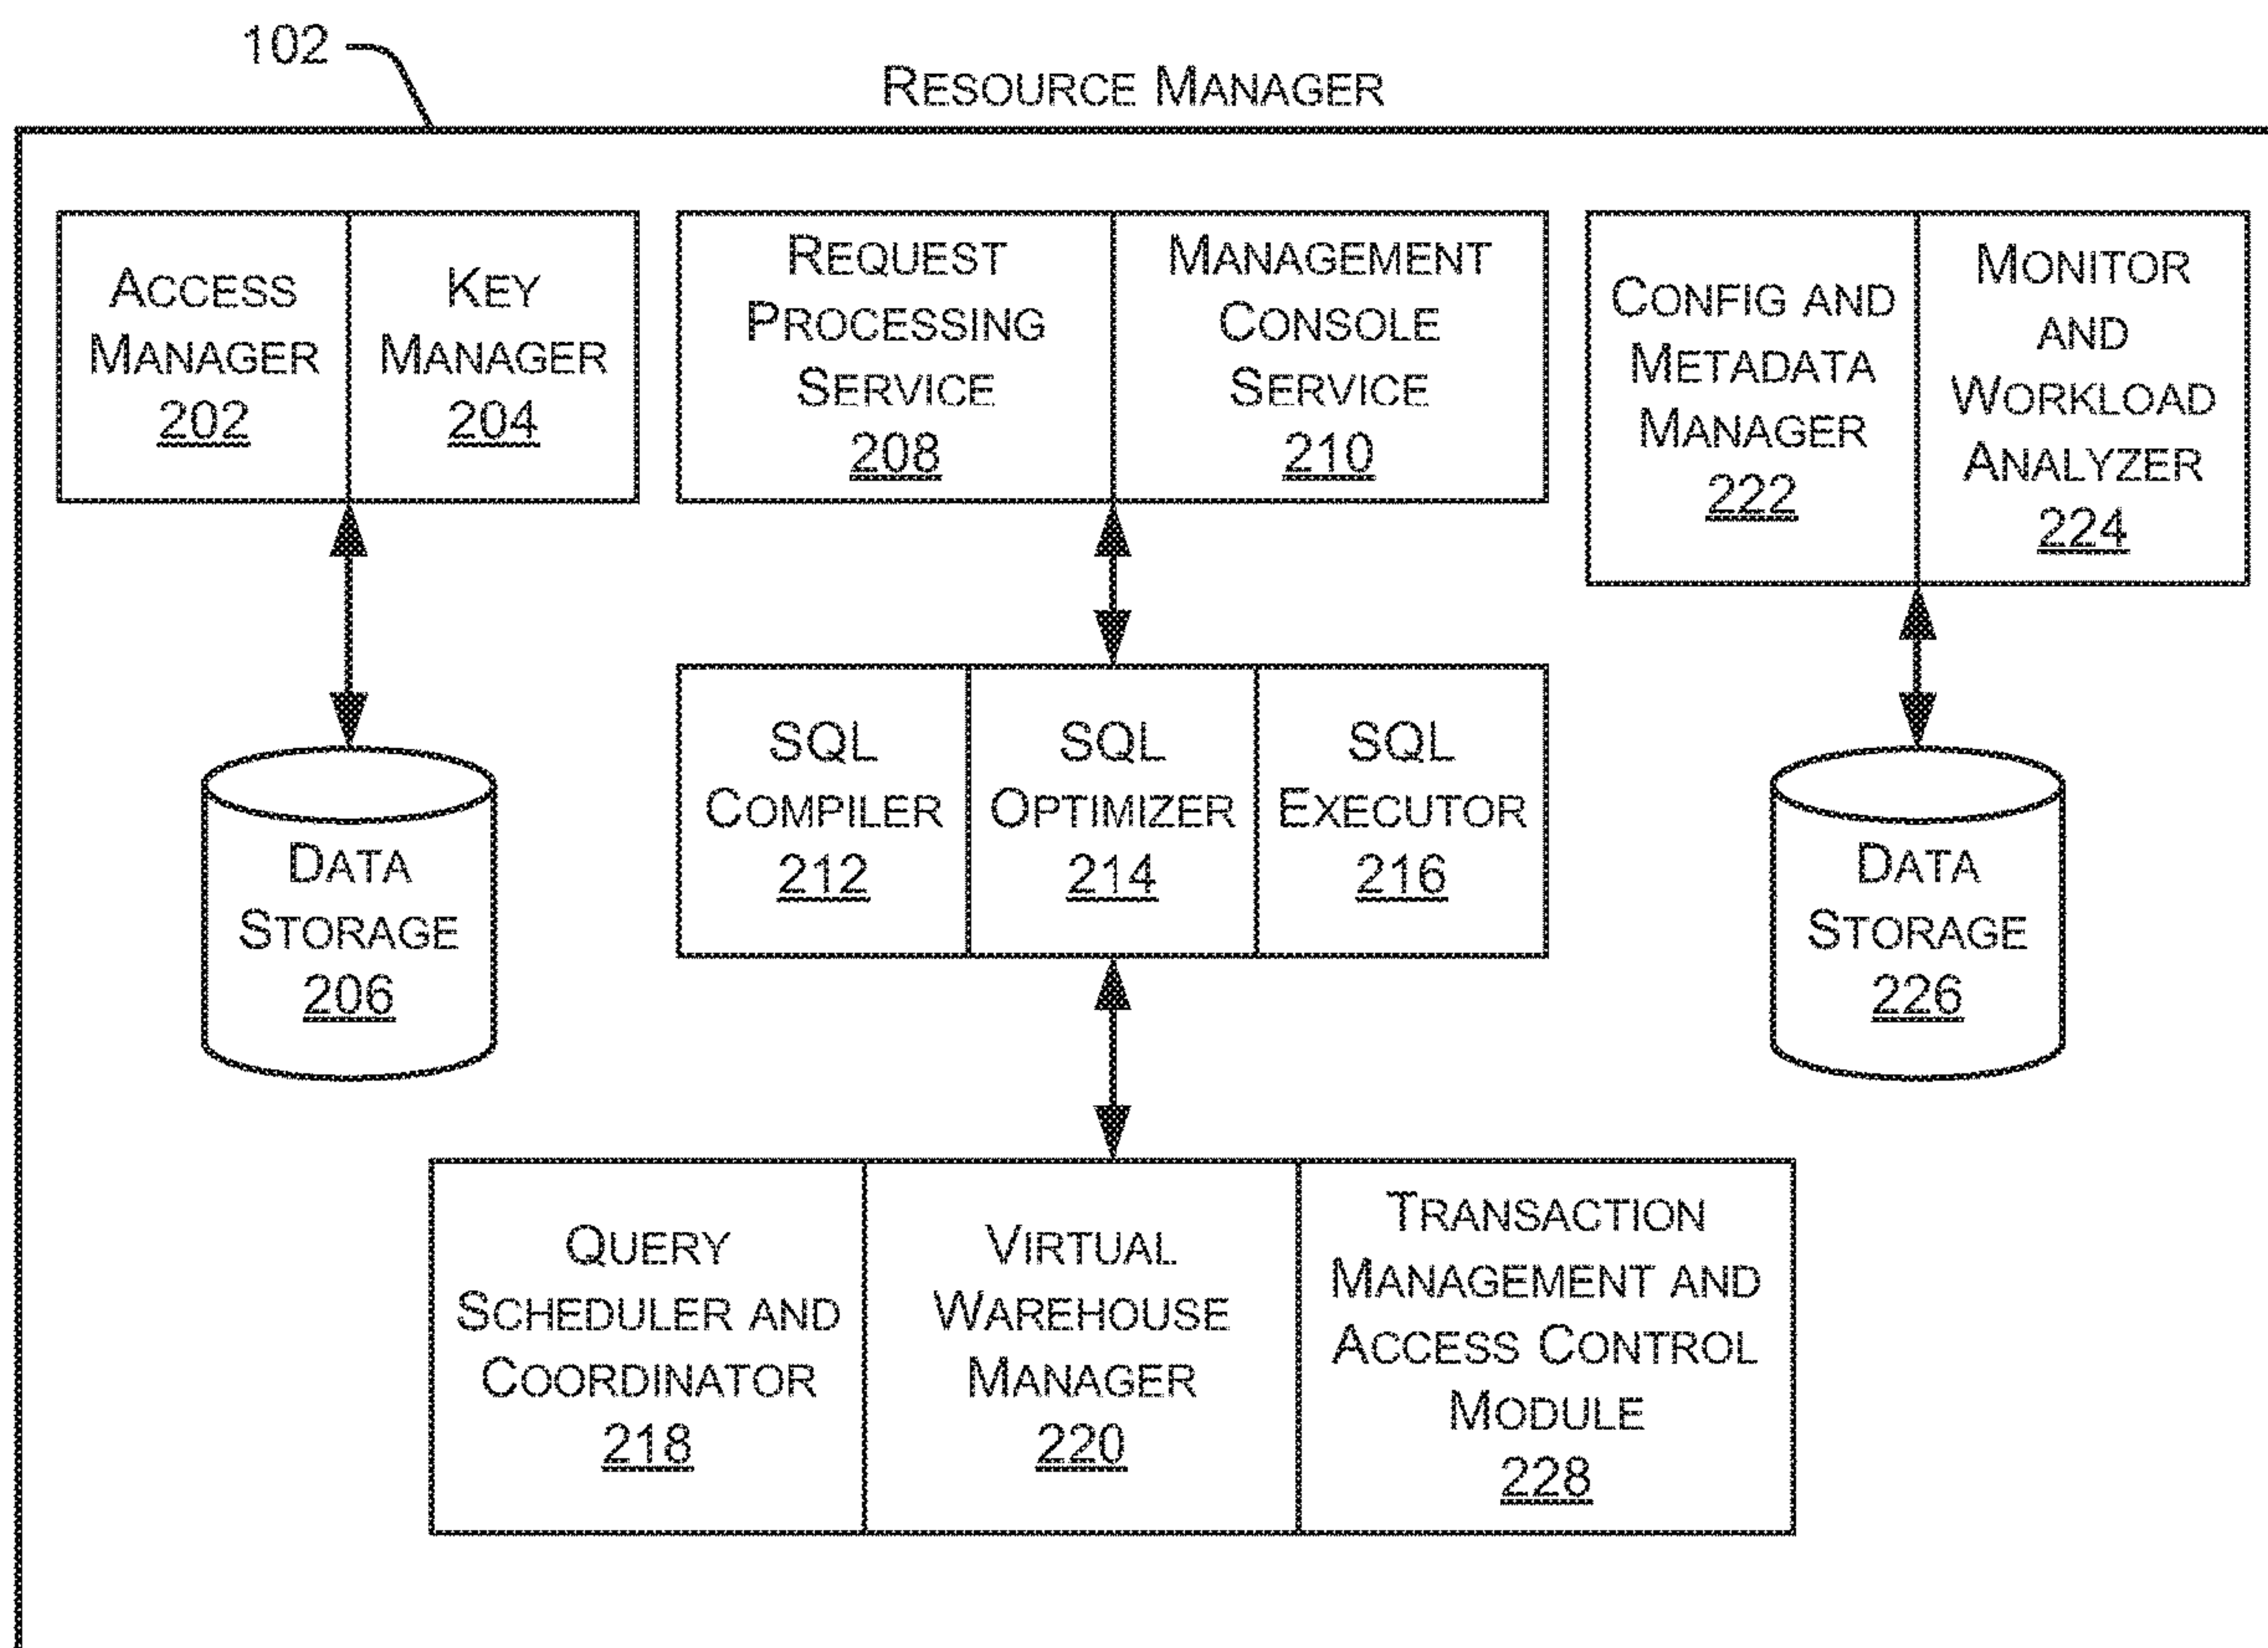 102
RESOURCE MANAGER
ACCESS
MANAGER
202
KEY
MANAGER
204
REQUEST
PROCESSING
SERVICE
208
MANAGEMENT
CONSOLE
SERVICE
210
CONFIG AND
METADATA
MANAGER
222
MONITOR
AND
WORKLOAD
ANALYZER
224
DATA
STORAGE
206
SQL
COMPILER
212
SQL
OPTIMIZER
214
SQL
EXECUTOR
216
DATA
STORAGE
226
QUERY
SCHEDULER AND
COORDINATOR
218
VIRTUAL
WAREHOUSE
MANAGER
220
TRANSACTION
MANAGEMENT AND
ACCESS CONTROL
MODULE
228